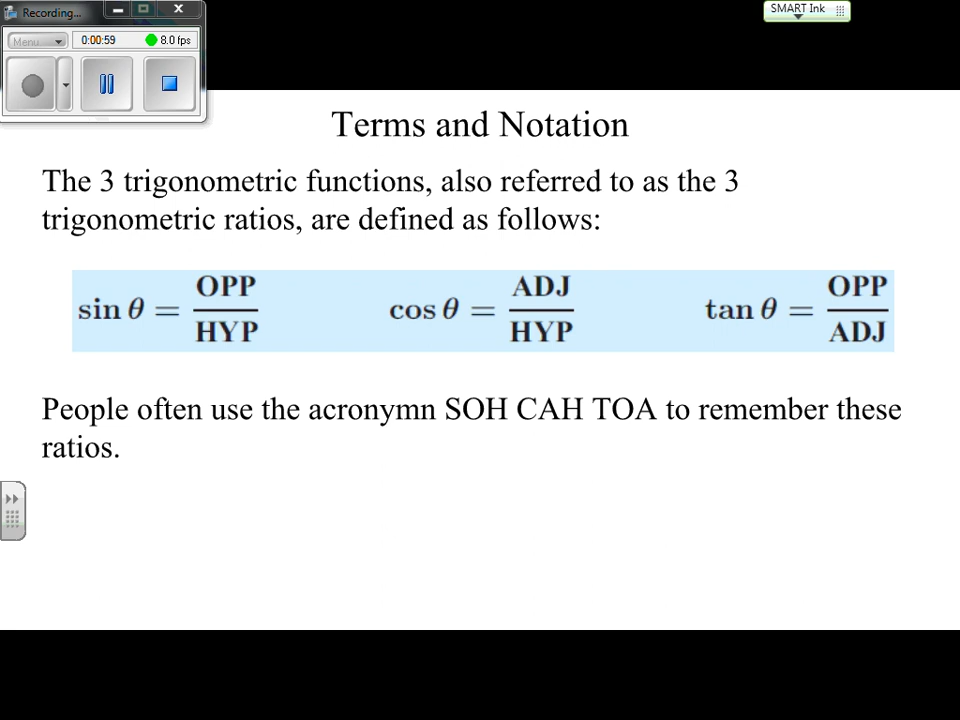 Recording...
SMART Ink
Menu
0:00:59
8.0 fps
Terms and Notation
The 3 trigonometric functions, also referred to as the 3
trigonometric ratios, are defined as follows:
sin θ = OPP/HYP cos θ = ADJ/HYP tan θ = OPP/ADJ
People often use the acronymn SOH CAH TOA to remember these
ratios.